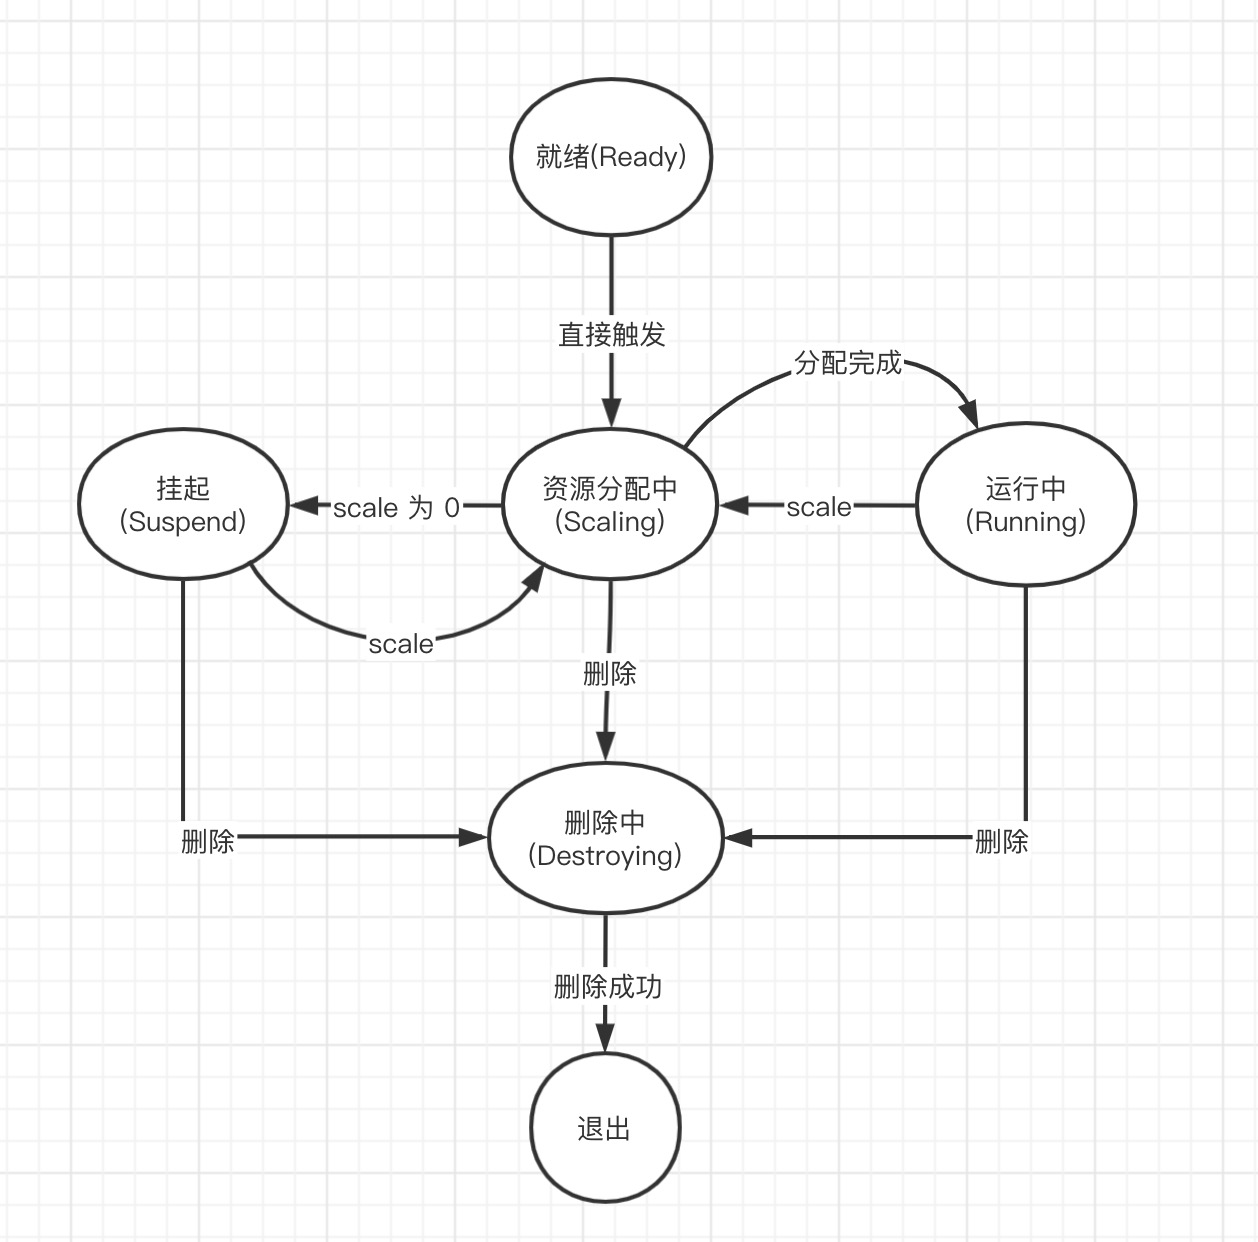 就绪(Ready)
直接触发
分配完成
挂起
(Suspend)
scale 为 0
资源分配中
(Scaling)
scale
运行中
(Running)
scale
删除
删除
删除中
(Destroying)
删除
删除成功
退出